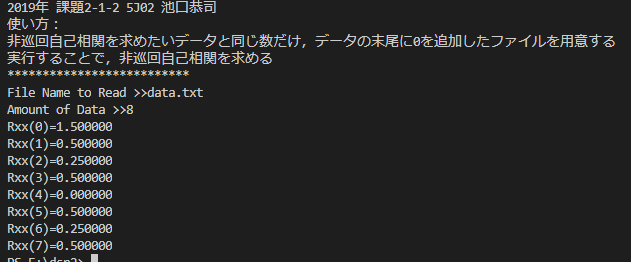 2019年 課題2-1-2 5J02 池口恭司
使い方：
非巡回自己相関を求めたいデータと同じ数だけ，データの末尾に0を追加したファイルを用意する
実行することで，非巡回自己相関を求める
**************************
File Name to Read >>data.txt
Amount of Data >>8
Rxx(0)=1.500000
Rxx(1)=0.500000
Rxx(2)=0.250000
Rxx(3)=0.500000
Rxx(4)=0.000000
Rxx(5)=0.500000
Rxx(6)=0.250000
Rxx(7)=0.500000
PS E:\dsp2>